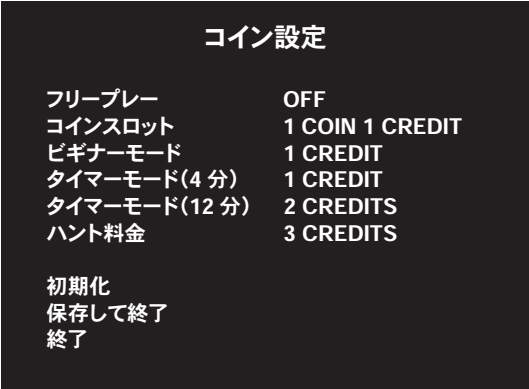 コイン設定
フリープレー OFF
コインスロット 1 COIN 1 CREDIT
ビギナーモード 1 CREDIT
タイマーモード(4 分) 1 CREDIT
タイマーモード(12 分) 2 CREDITS
ハント料金 3 CREDITS
初期化
保存して終了
終了